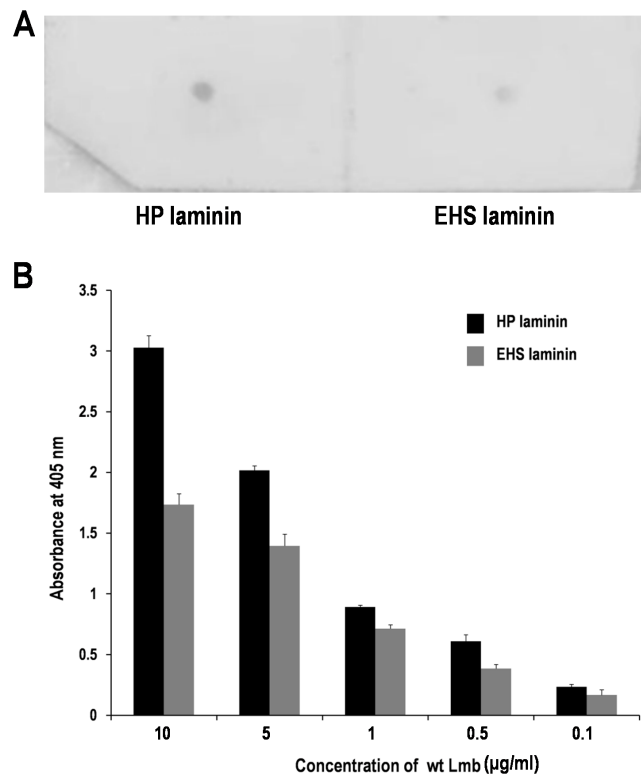 A
HP laminin EHS laminin
B
3.5
HP laminin
EHS laminin
3
2.5
2
1.5
1
0.5
0
Absorbance at 405 nm
10 5 1 0.5 0.1
Concentration of wt Lmb (µg/ml)